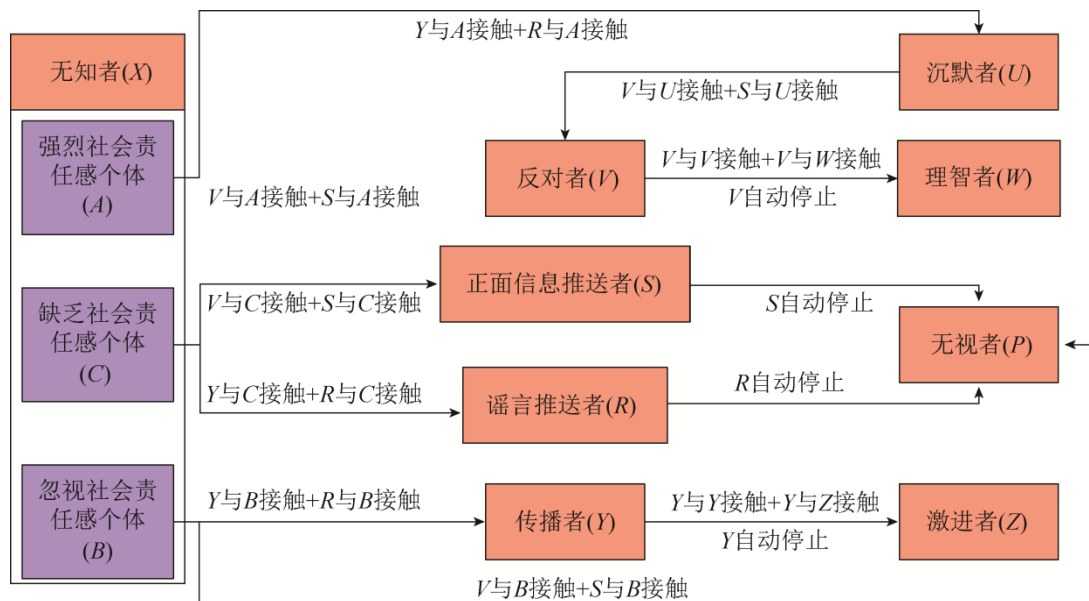 Y与A接触+R与A接触
无知者(X)
沉默者(U)
V与U接触+S与U接触
强烈社会责
任感个体
(A)
V与A接触+S与A接触
反对者(V)
V与V接触+V与W接触
V自动停止
理智者(W)
缺乏社会责
任感个体
(C)
V与C接触+S与C接触
正面信息推送者(S)
S自动停止
无视者(P)
Y与C接触+R与C接触
谣言推送者(R)
R自动停止
忽视社会责
任感个体
(B)
Y与B接触+R与B接触
传播者(Y)
Y与Y接触+Y与Z接触
Y自动停止
激进者(Z)
V与B接触+S与B接触